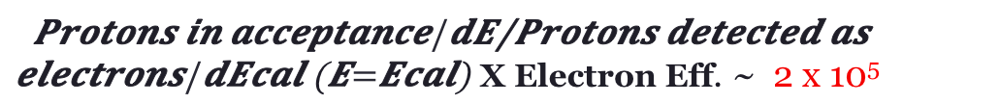 Protons in acceptance| dE/Protons detected as
electrons| dEcal (E=Ecal) X Electron Eff. ~ 2 x 10⁵